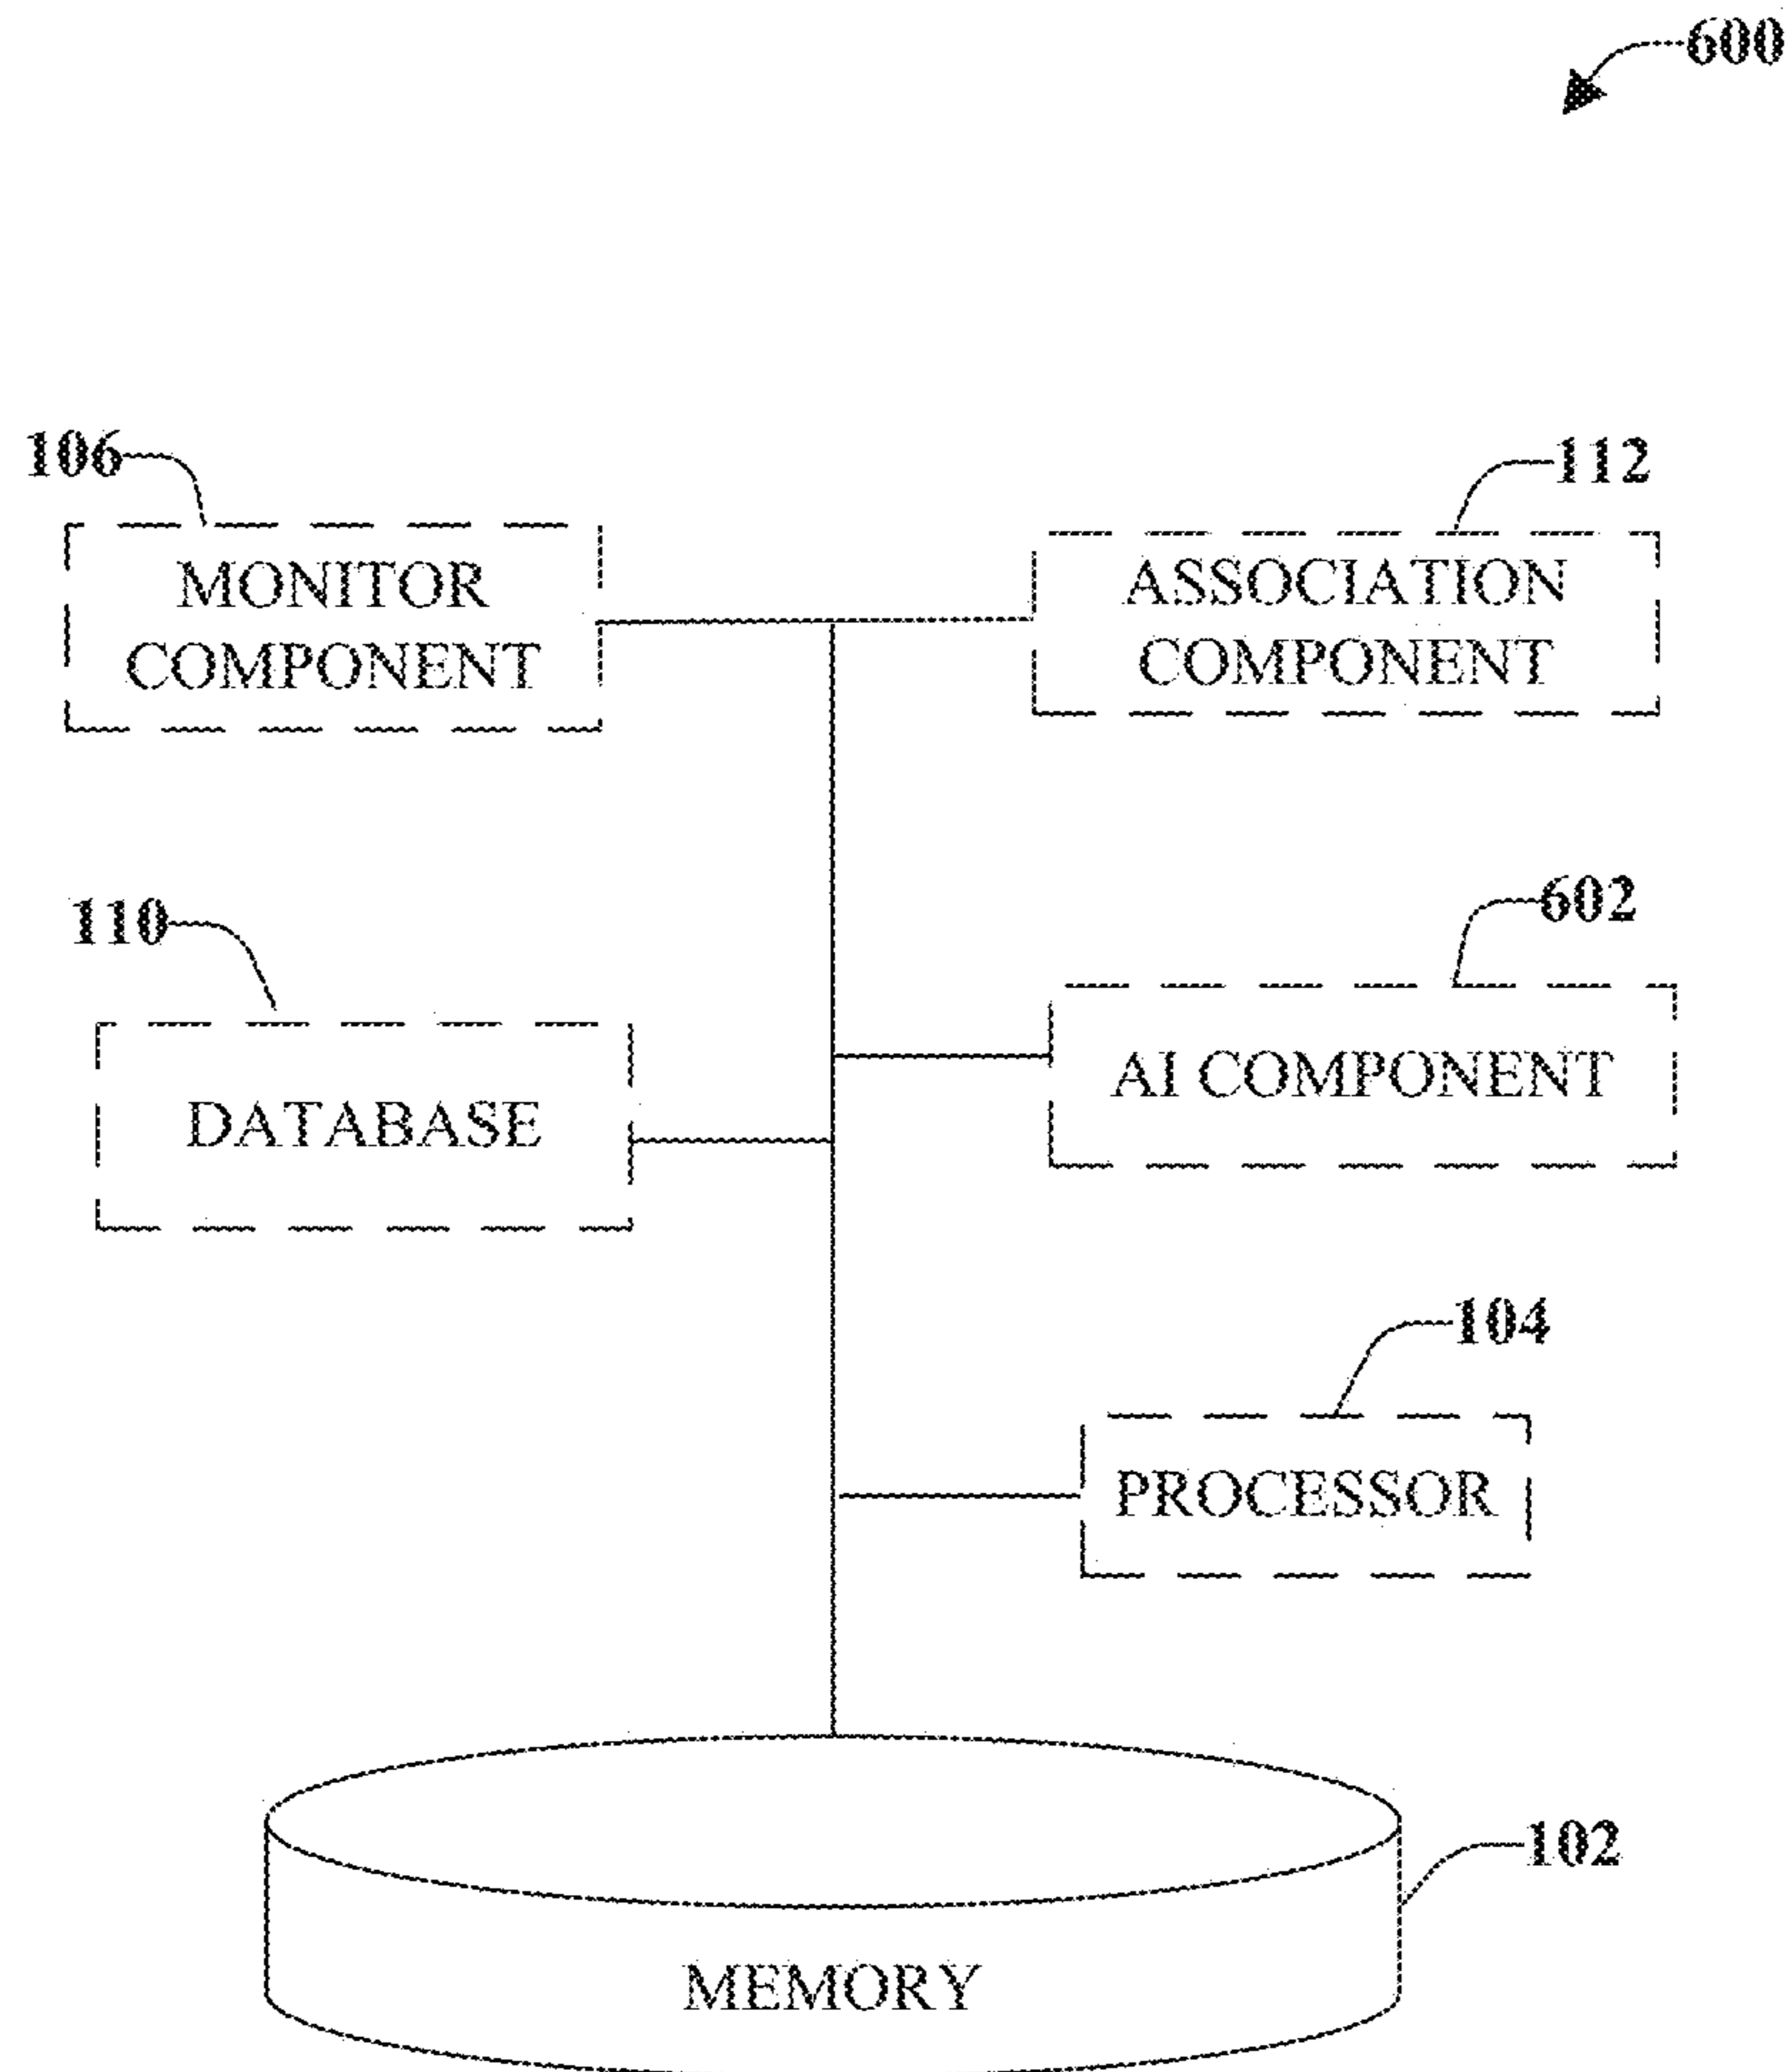 600
106
112
MONITOR
COMPONENT
ASSOCIATION
COMPONENT
110
602
DATABASE
AI COMPONENT
104
PROCESSOR
102
MEMORY